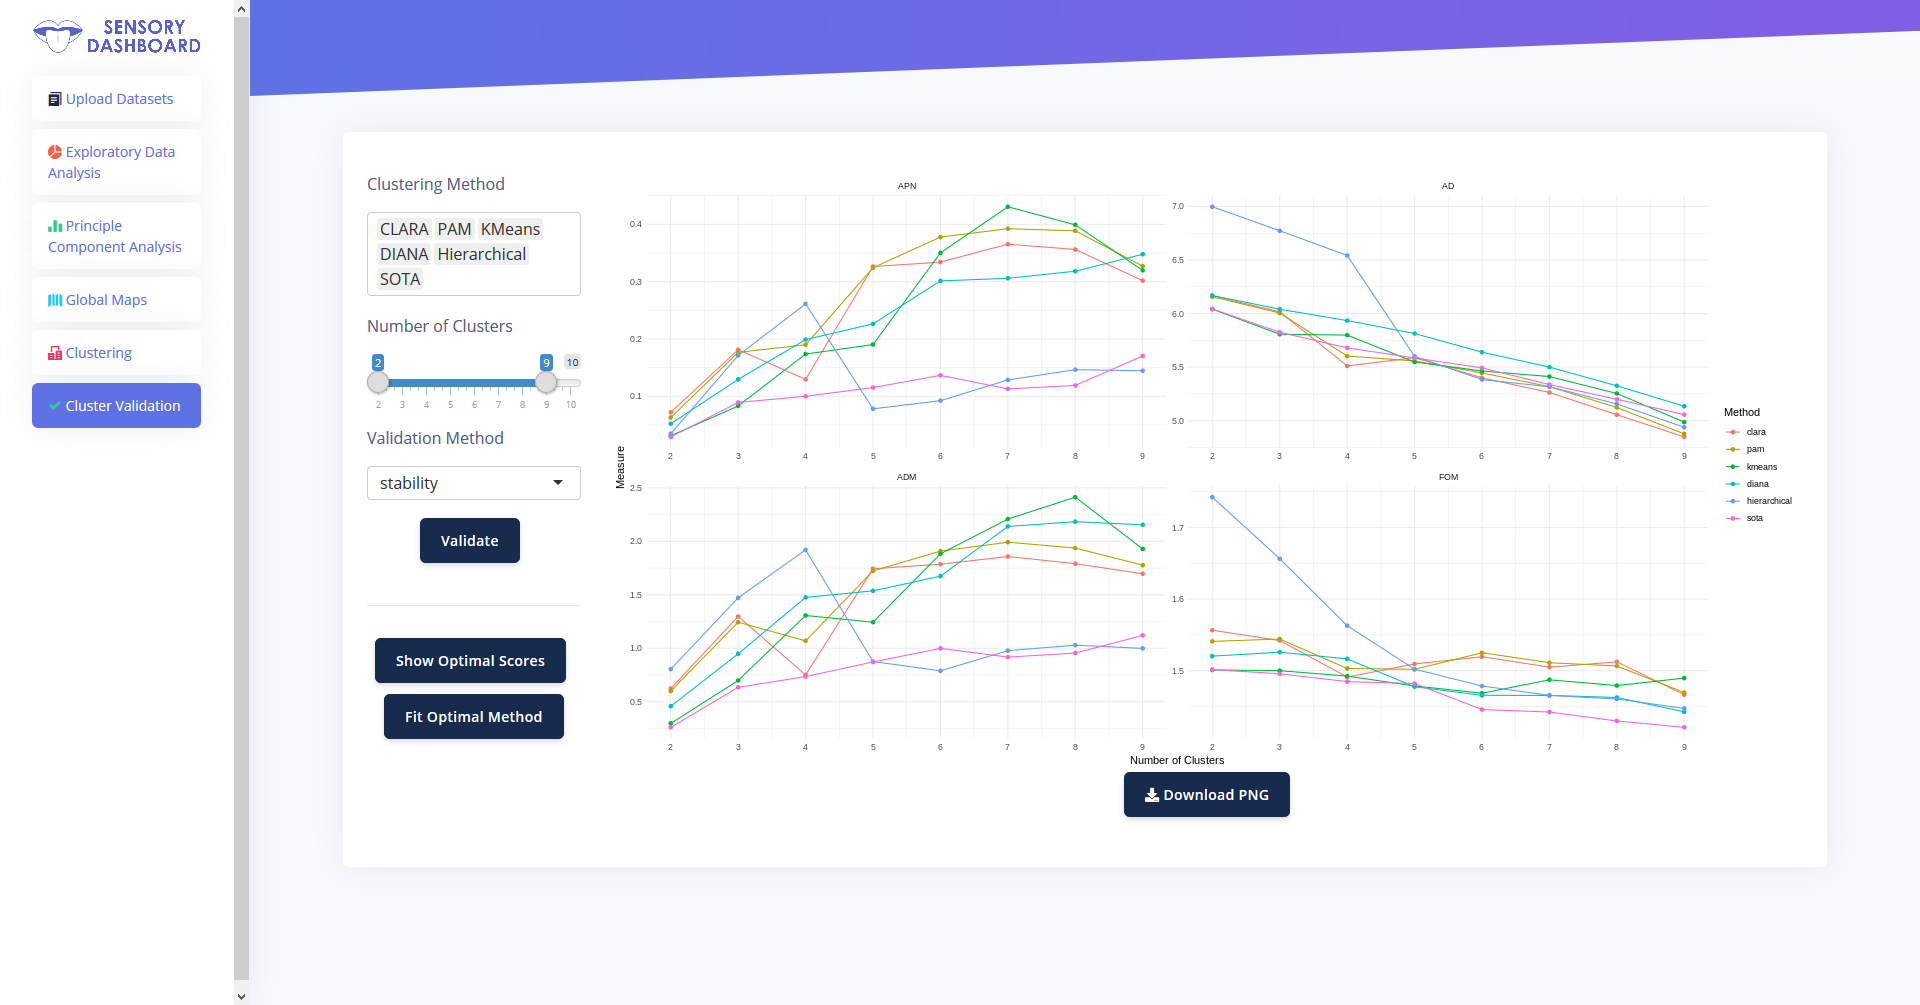 SENSORY
DASHBOARD
Upload Datasets
Exploratory Data
Analysis
Principle
Component Analysis
Global Maps
Clustering
Cluster Validation
Clustering Method
CLARA PAM KMeans
DIANA Hierarchical
SOTA
Number of Clusters
2 9 10
2 3 4 5 6 7 8 9 10
Validation Method
stability
Validate
Show Optimal Scores
Fit Optimal Method
Measure
APN
0.4
0.3
0.2
0.1
2 3 4 5 6 7 8 9
AD
7.0
6.5
6.0
5.5
5.0
2 3 4 5 6 7 8 9
ADM
2.5
2.0
1.5
1.0
0.5
2 3 4 5 6 7 8 9
FOM
1.7
1.6
1.5
2 3 4 5 6 7 8 9
Number of Clusters
Method
clara
pam
kmeans
diana
hierarchical
sota
Download PNG